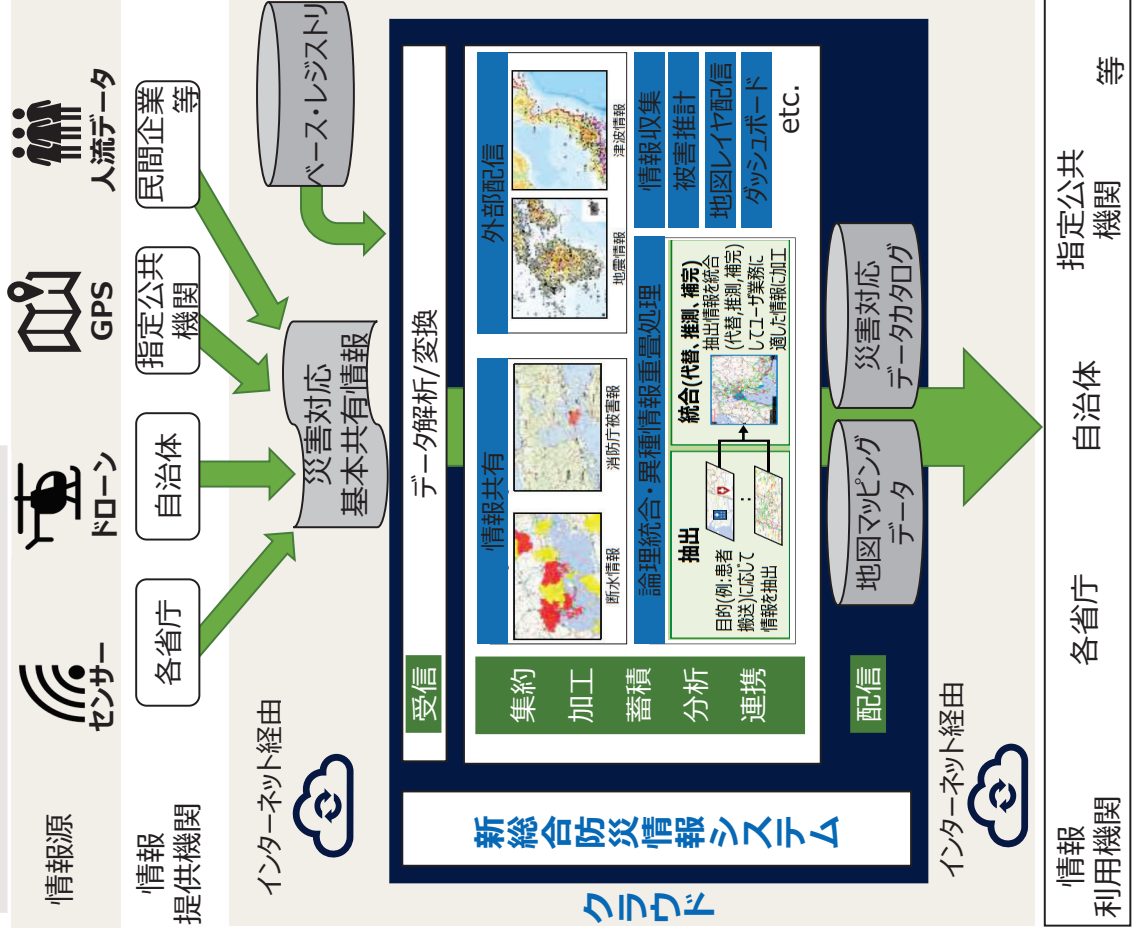 情報源
センサー
ドローン
GPS
人流データ
情報
提供機関
各省庁
自治体
指定公共
機関
民間企業
等
インターネット経由
災害対応
基本共有情報
ベース・レジストリ
クラウド
新総合防災情報システム
受信
データ解析/変換
集約
加工
蓄積
分析
連携
情報共有
断水情報
消防庁被害報
外部配信
地震情報
津波情報
論理統合・異種情報重畳処理
抽出
目的(例:患者
搬送)に応じて
情報を抽出
:
統合(代替、推測、補完)
抽出情報を統合
(代替,推測,補完)
してユーザ業務に
適した情報に加工
情報収集
被害推計
地図レイヤ配信
ダッシュボード
etc.
配信
地図マッピング
データ
災害対応
データカタログ
インターネット経由
情報
利用機関
各省庁
自治体
指定公共
機関
等